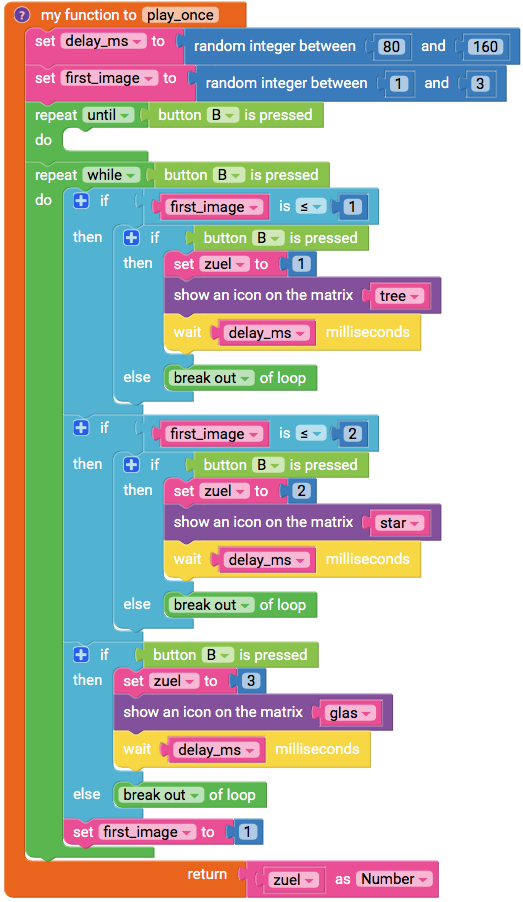 ? my function to play_once
set delay_ms to random integer between 80 and 160
set first_image to random integer between 1 and 3
repeat until button B is pressed
do
repeat while button B is pressed
do if first_image is ≤ 1
then if button B is pressed
then set zuel to 1
show an icon on the matrix tree
wait delay_ms milliseconds
else break out of loop
if first_image is ≤ 2
then if button B is pressed
then set zuel to 2
show an icon on the matrix star
wait delay_ms milliseconds
else break out of loop
if button B is pressed
then set zuel to 3
show an icon on the matrix glas
wait delay_ms milliseconds
else break out of loop
set first_image to 1
return zuel as Number